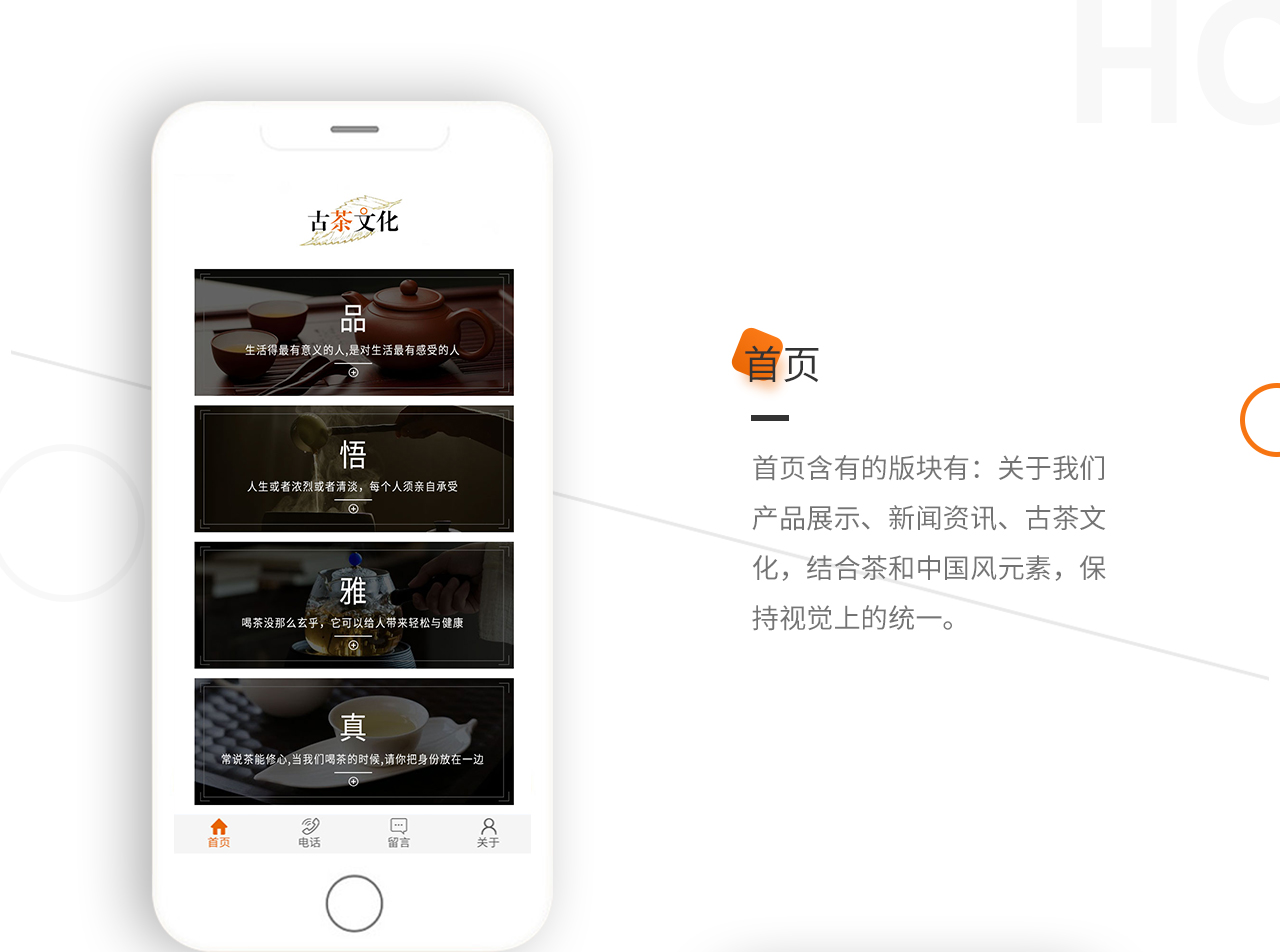 HO
古茶文化
品
生活得最有意义的人,是对生活最有感受的人
悟
人生或者浓烈或者清淡，每个人须亲自承受
雅
喝茶没那么玄乎，它可以给人带来轻松与健康
真
常说茶能修心,当我们喝茶的时候,请你把身份放在一边
首页 电话 留言 关于
首页
首页含有的版块有：关于我们
产品展示、新闻资讯、古茶文
化，结合茶和中国风元素，保
持视觉上的统一。